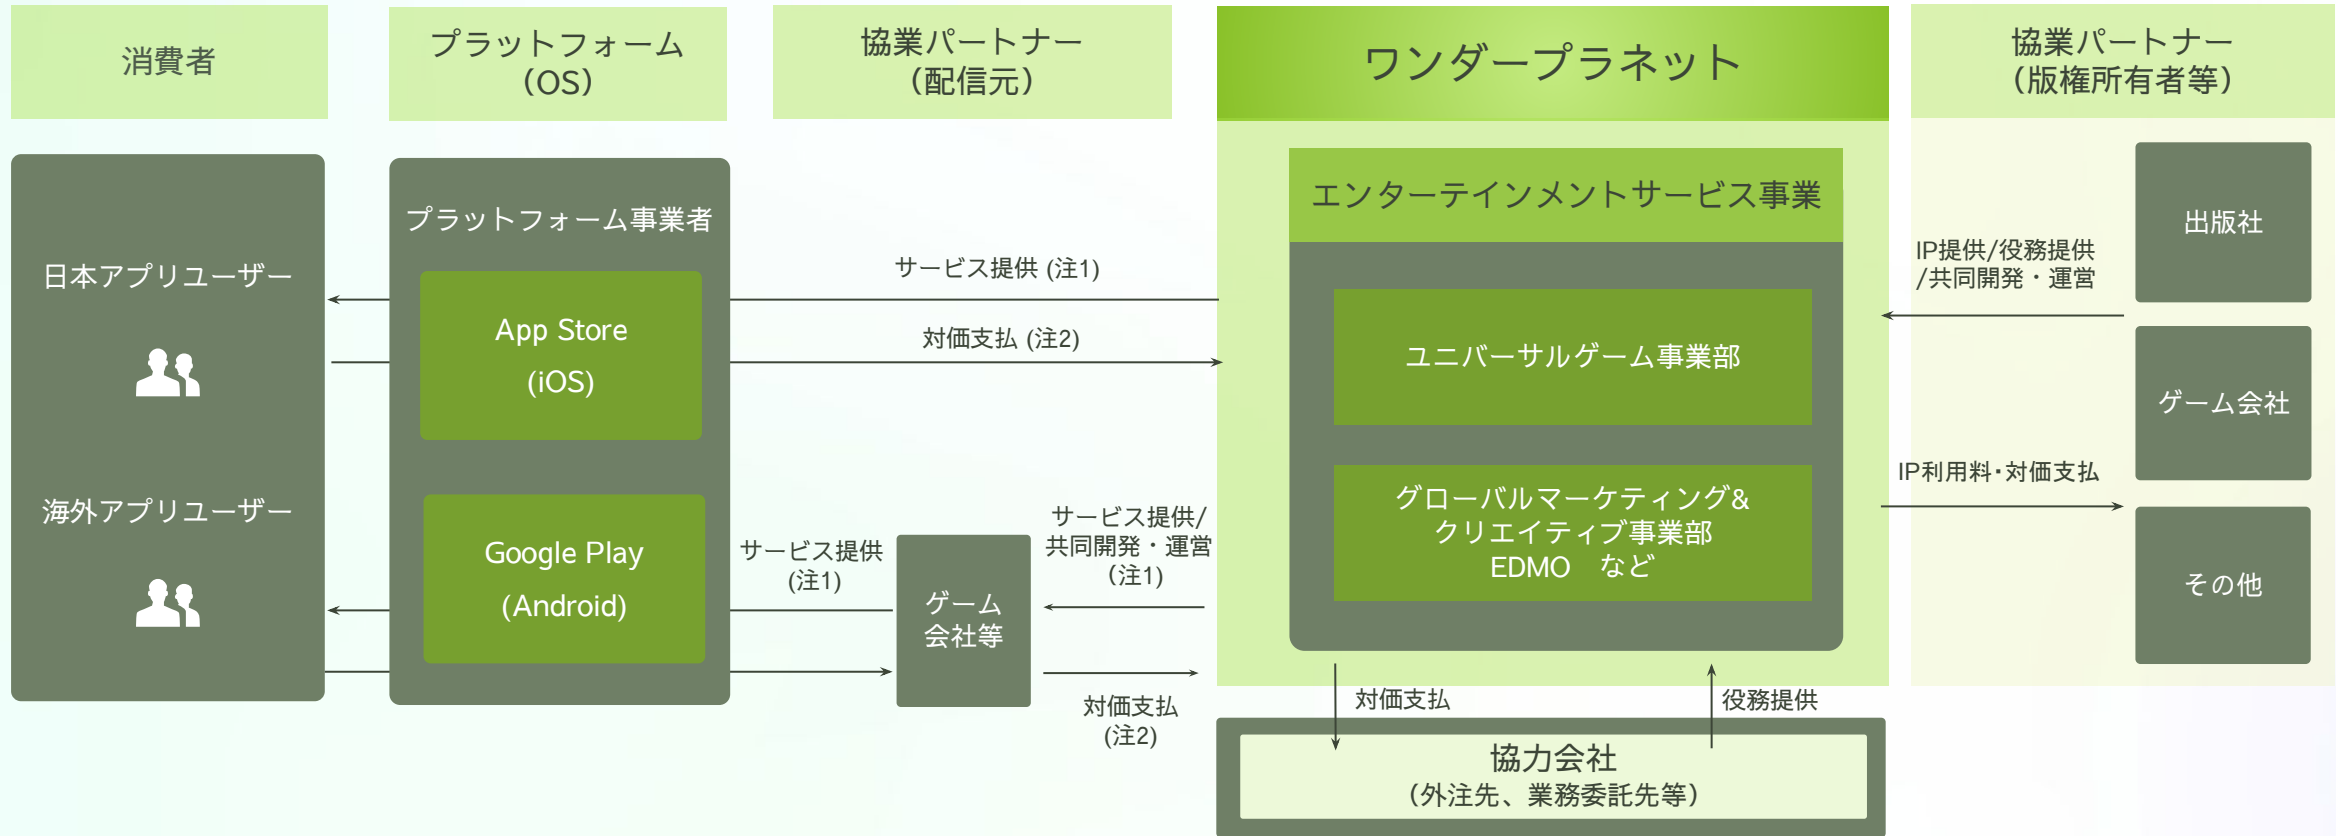 消費者
プラットフォーム
(OS)
協業パートナー
(配信元)
ワンダープラネット
協業パートナー
(版権所有者等)
日本アプリユーザー
海外アプリユーザー
プラットフォーム事業者
App Store
(iOS)
Google Play
(Android)
サービス提供 (注1)
対価支払 (注2)
サービス提供
(注1)
ゲーム
会社等
サービス提供/
共同開発・運営
(注1)
対価支払
(注2)
エンターテインメントサービス事業
ユニバーサルゲーム事業部
グローバルマーケティング&
クリエイティブ事業部
EDMO　など
対価支払
役務提供
協力会社
(外注先、業務委託先等)
IP提供/役務提供
/共同開発・運営
IP利用料・対価支払
出版社
ゲーム会社
その他